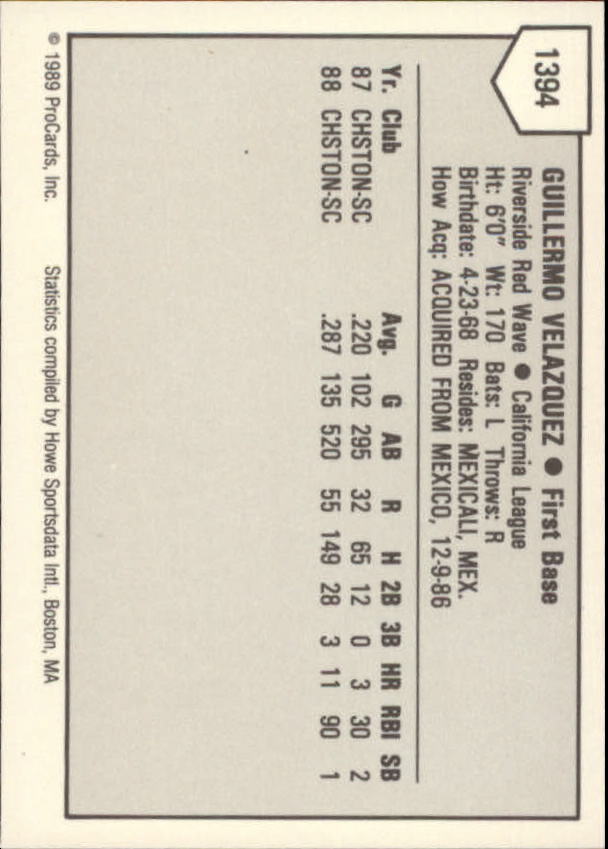 1394
GUILLERMO VELAZQUEZ ● First Base
Riverside Red Wave ● California League
Ht: 6'0" Wt: 170 Bats: L Throws: R
Birthdate: 4-23-68 Resides: MEXICALI, MEX.
How Acq: ACQUIRED FROM MEXICO, 12-9-86
Yr. Club Avg. G AB R H 2B 3B HR RBI SB
87 CHSTON-SC .220 102 295 32 65 12 0 3 30 2
88 CHSTON-SC .287 135 520 55 149 28 3 11 90 1
© 1989 ProCards, Inc. Statistics compiled by Howe Sportsdata Intl., Boston, MA